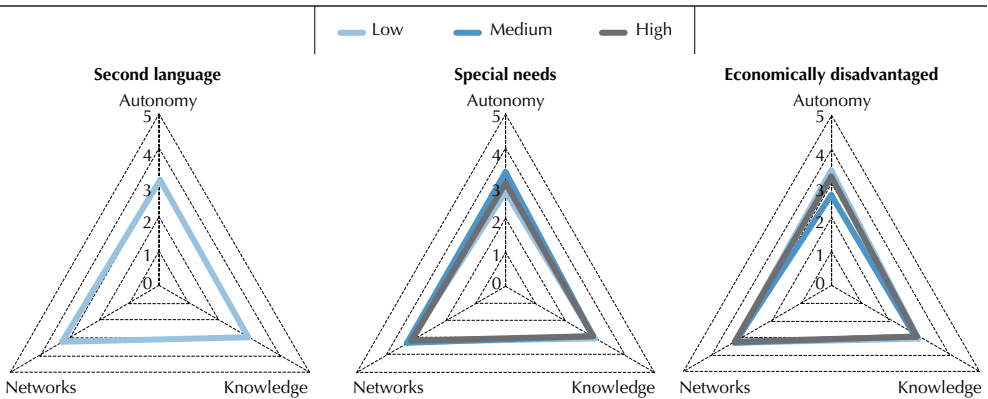 Low Medium High
Second language
Autonomy
5
4
3
2
1
0
Networks Knowledge
Special needs
Autonomy
5
4
3
2
1
0
Networks Knowledge
Economically disadvantaged
Autonomy
5
4
3
2
1
0
Networks Knowledge